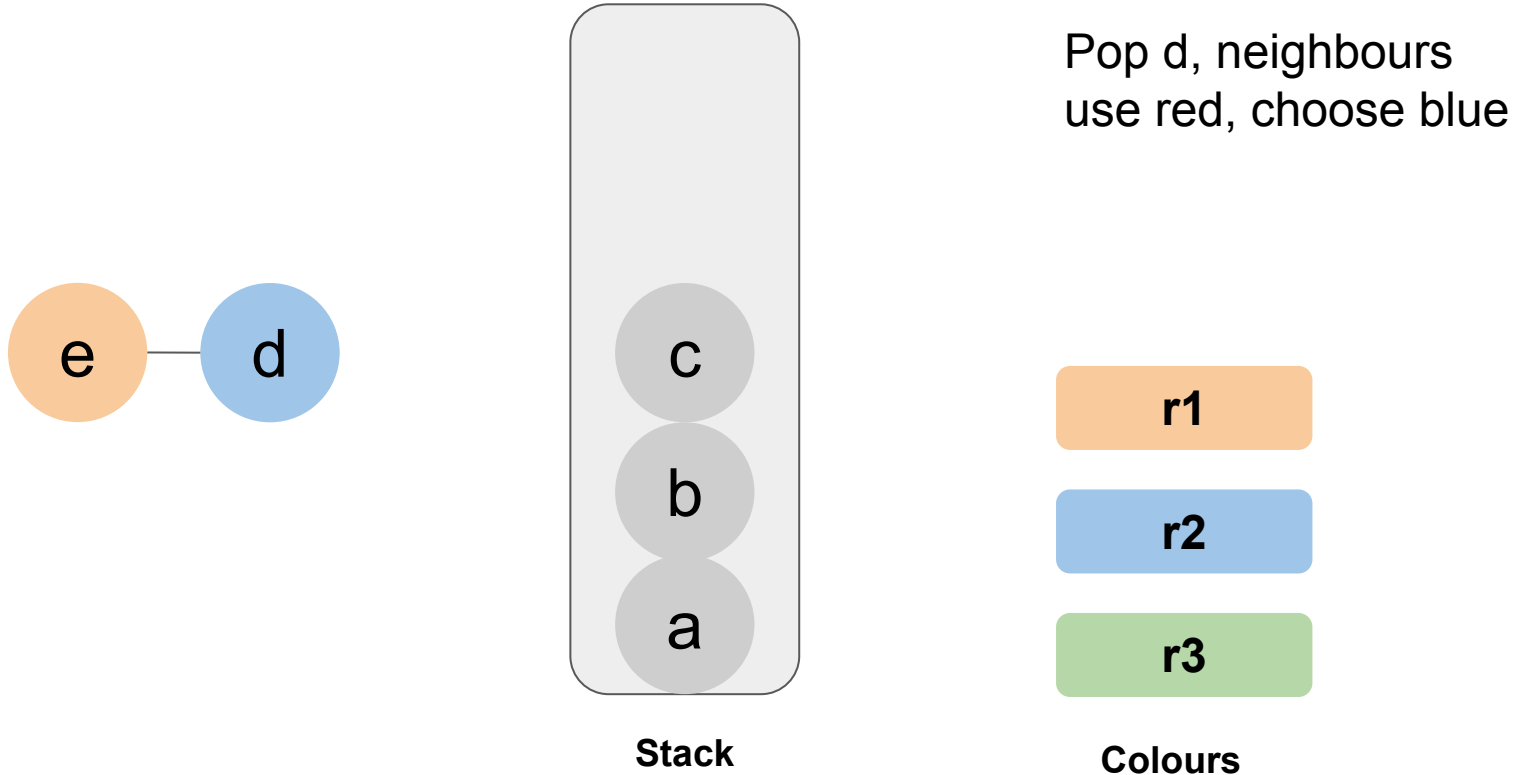 Pop d, neighbours
use red, choose blue
e
d
c
b
a
r1
r2
r3
Stack
Colours